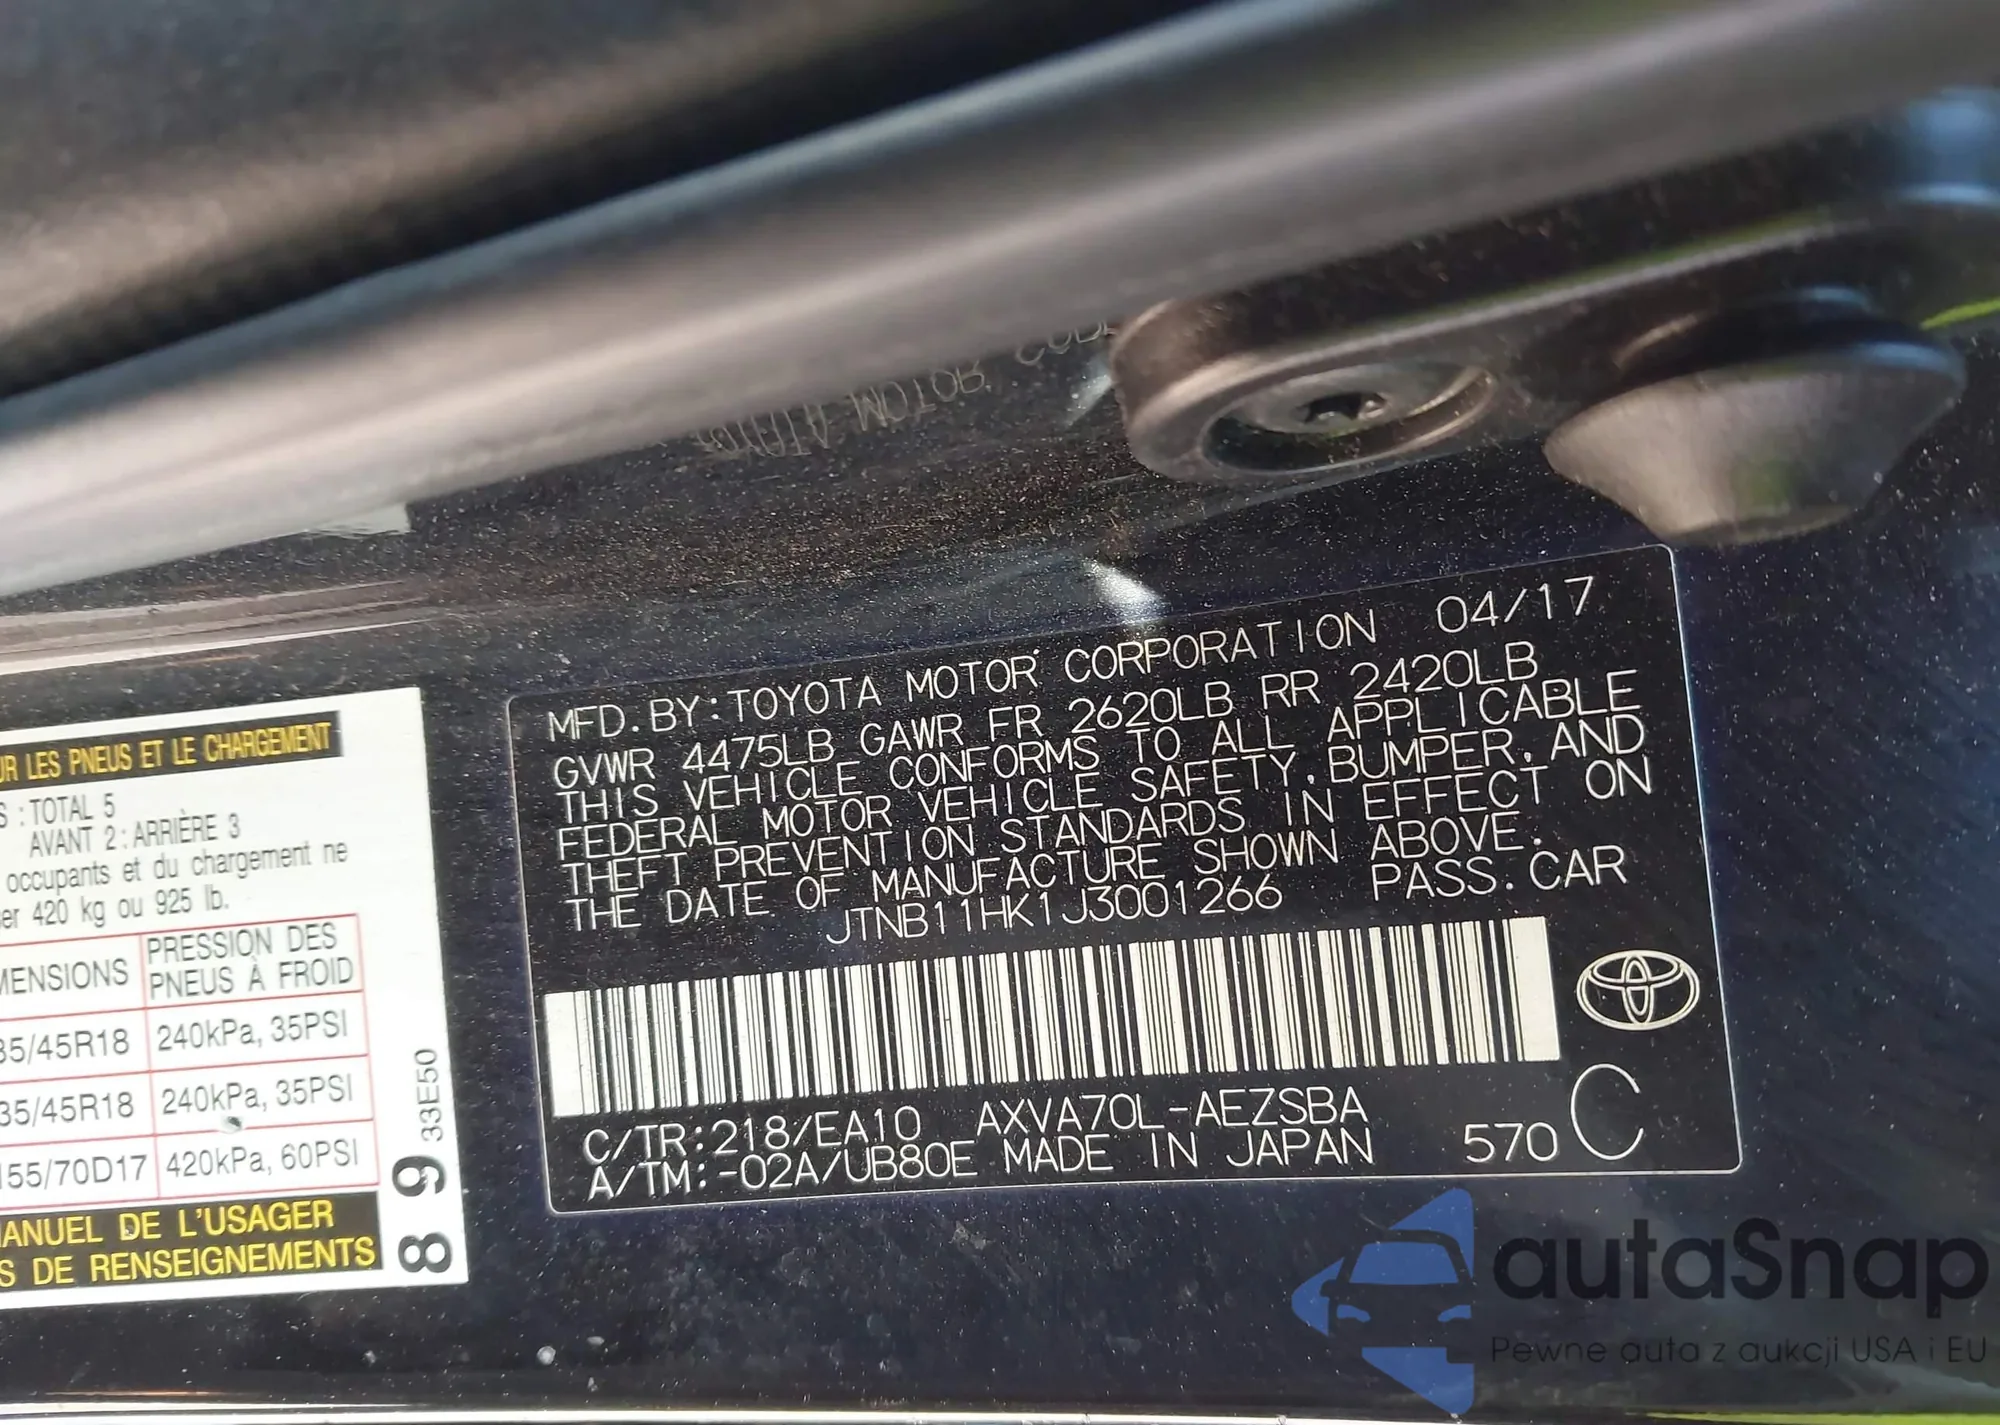 UR LES PNEUS ET LE CHARGEMENT
S : TOTAL 5
AVANT 2 : ARRIÈRE 3
occupants et du chargement ne
er 420 kg ou 925 lb.
MENSIONS
PRESSION DES
PNEUS À FROID
35/45R18 240kPa, 35PSI
35/45R18 240kPa, 35PSI
155/70D17 420kPa, 60PSI
MANUEL DE L'USAGER
S DE RENSEIGNEMENTS
89 33E50
MFD. BY: TOYOTA MOTOR CORPORATION 04/17
GVWR 4475LB GAWR FR 2620LB RR 2420LB
THIS VEHICLE CONFORMS TO ALL APPLICABLE
FEDERAL MOTOR VEHICLE SAFETY, BUMPER, AND
THEFT PREVENTION STANDARDS IN EFFECT ON
THE DATE OF MANUFACTURE SHOWN ABOVE.
JTNB11HK1J3001266 PASS. CAR
C/TR: 218/EA10 AXVA70L-AEZSBA
A/TM: -02A/UB80E MADE IN JAPAN 570 C
autaSnap
Pewne auta z aukcji USA i EU